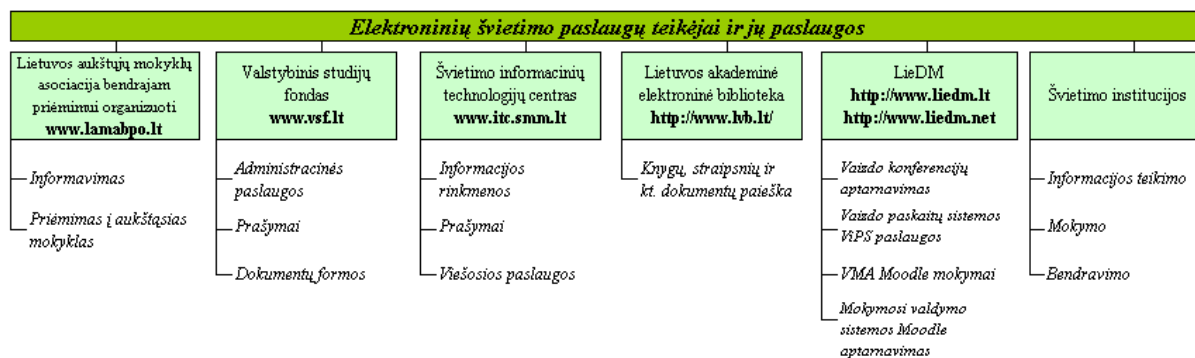 Elektroninių švietimo paslaugų teikėjai ir jų paslaugos
Lietuvos aukštųjų mokyklų
asociacija bendrajam
priėmimui organizuoti
www.lamabpo.lt
Informavimas
Priėmimas į aukštąsias
mokyklas
Valstybinis studijų
fondas
www.vsf.lt
Administracinės
paslaugos
Prašymai
Dokumentų formos
Švietimo informacinių
technologijų centras
www.itc.smm.lt
Informacijos
rinkmenos
Prašymai
Viešosios paslaugos
Lietuvos akademinė
elektroninė biblioteka
http://www.lvb.lt/
Knygų, straipsnių ir
kt. dokumentų paieška
LieDM
http://www.liedm.lt
http://www.liedm.net
Vaizdo konferencijų
aptarnavimas
Vaizdo paskaitų sistemos
ViPS paslaugos
VMA Moodle mokymai
Mokymosi valdymo
sistemos Moodle
aptarnavimas
Švietimo institucijos
Informacijos teikimo
Mokymo
Bendravimo